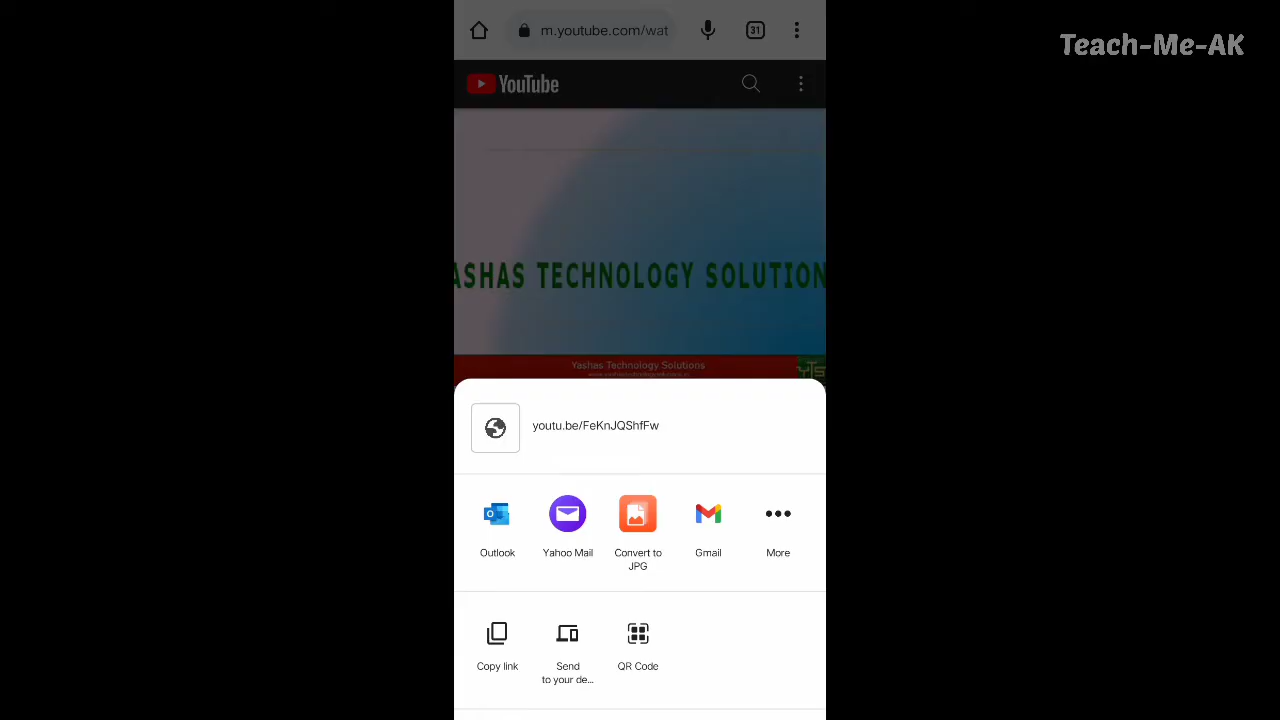 Teach-Me-AK
m.youtube.com/wat
31
YouTube
ASHAS TECHNOLOGY SOLUTION
Yashas Technology Solutions
YTS
youtu.be/FeKnJQShfFw
Outlook
Yahoo Mail
Convert to
JPG
Gmail
More
Copy link
Send
to your de...
QR Code